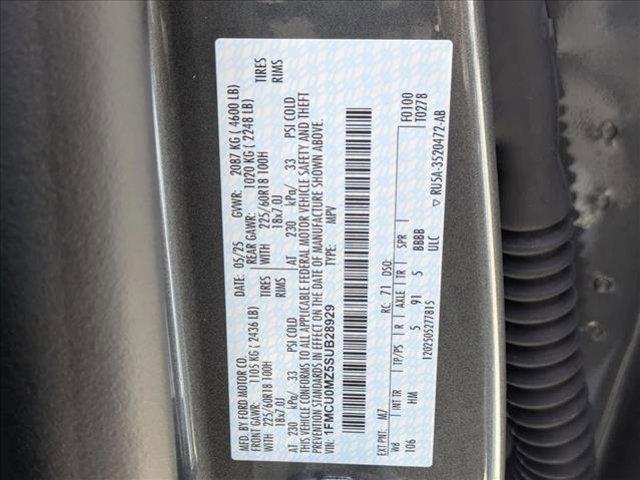 MFD. BY FORD MOTOR CO. DATE: 05/25 GVWR: 2087 KG ( 4600 LB)
FRONT GAWR: 1105 KG ( 2436 LB) REAR GAWR: 1020 KG ( 2248 LB)
WITH 225/60R18 100H TIRES WITH 225/60R18 100H TIRES
18x7.0J RIMS 18x7.0J RIMS
AT 230 kPa/ 33 PSI COLD AT 230 kPa/ 33 PSI COLD
THIS VEHICLE CONFORMS TO ALL APPLICABLE FEDERAL MOTOR VEHICLE SAFETY AND THEFT
PREVENTION STANDARDS IN EFFECT ON THE DATE OF MANUFACTURE SHOWN ABOVE.
VIN: 1FMCU0MZ5SUB28929 TYPE: MPV
F0100
EXT PNT: M7 RC: 71 DSO: T0278
WB INT TR TP/PS R AXLE TR SPR
106 HM 5 91 5 BBBB
ULC ▽ RU5A-3520472-AB
1202505277815